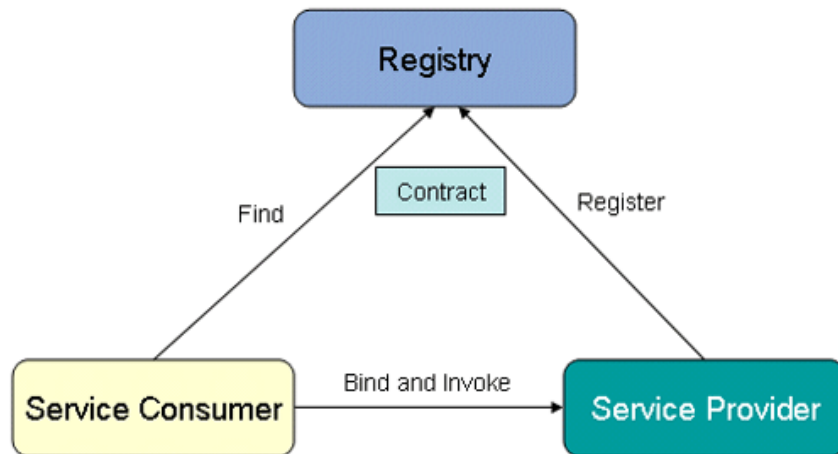 Registry
Contract
Find
Register
Bind and Invoke
Service Consumer
Service Provider